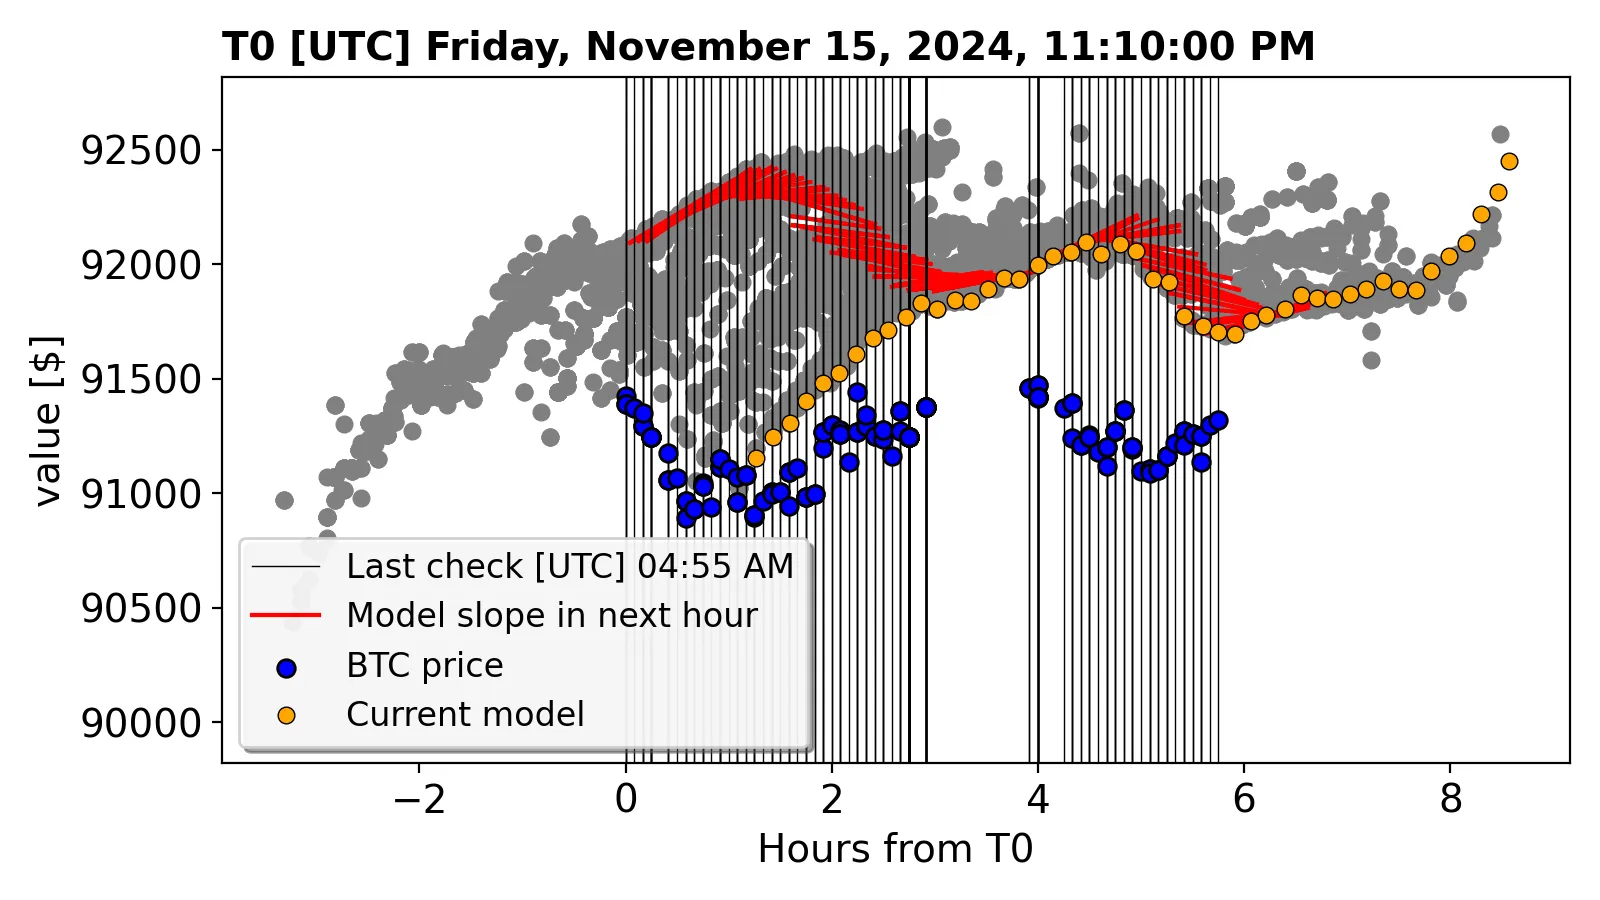 T0 [UTC] Friday, November 15, 2024, 11:10:00 PM
value [$]
92500
92000
91500
91000
90500
90000
Last check [UTC] 04:55 AM
Model slope in next hour
BTC price
Current model
−2 0 2 4 6 8
Hours from T0